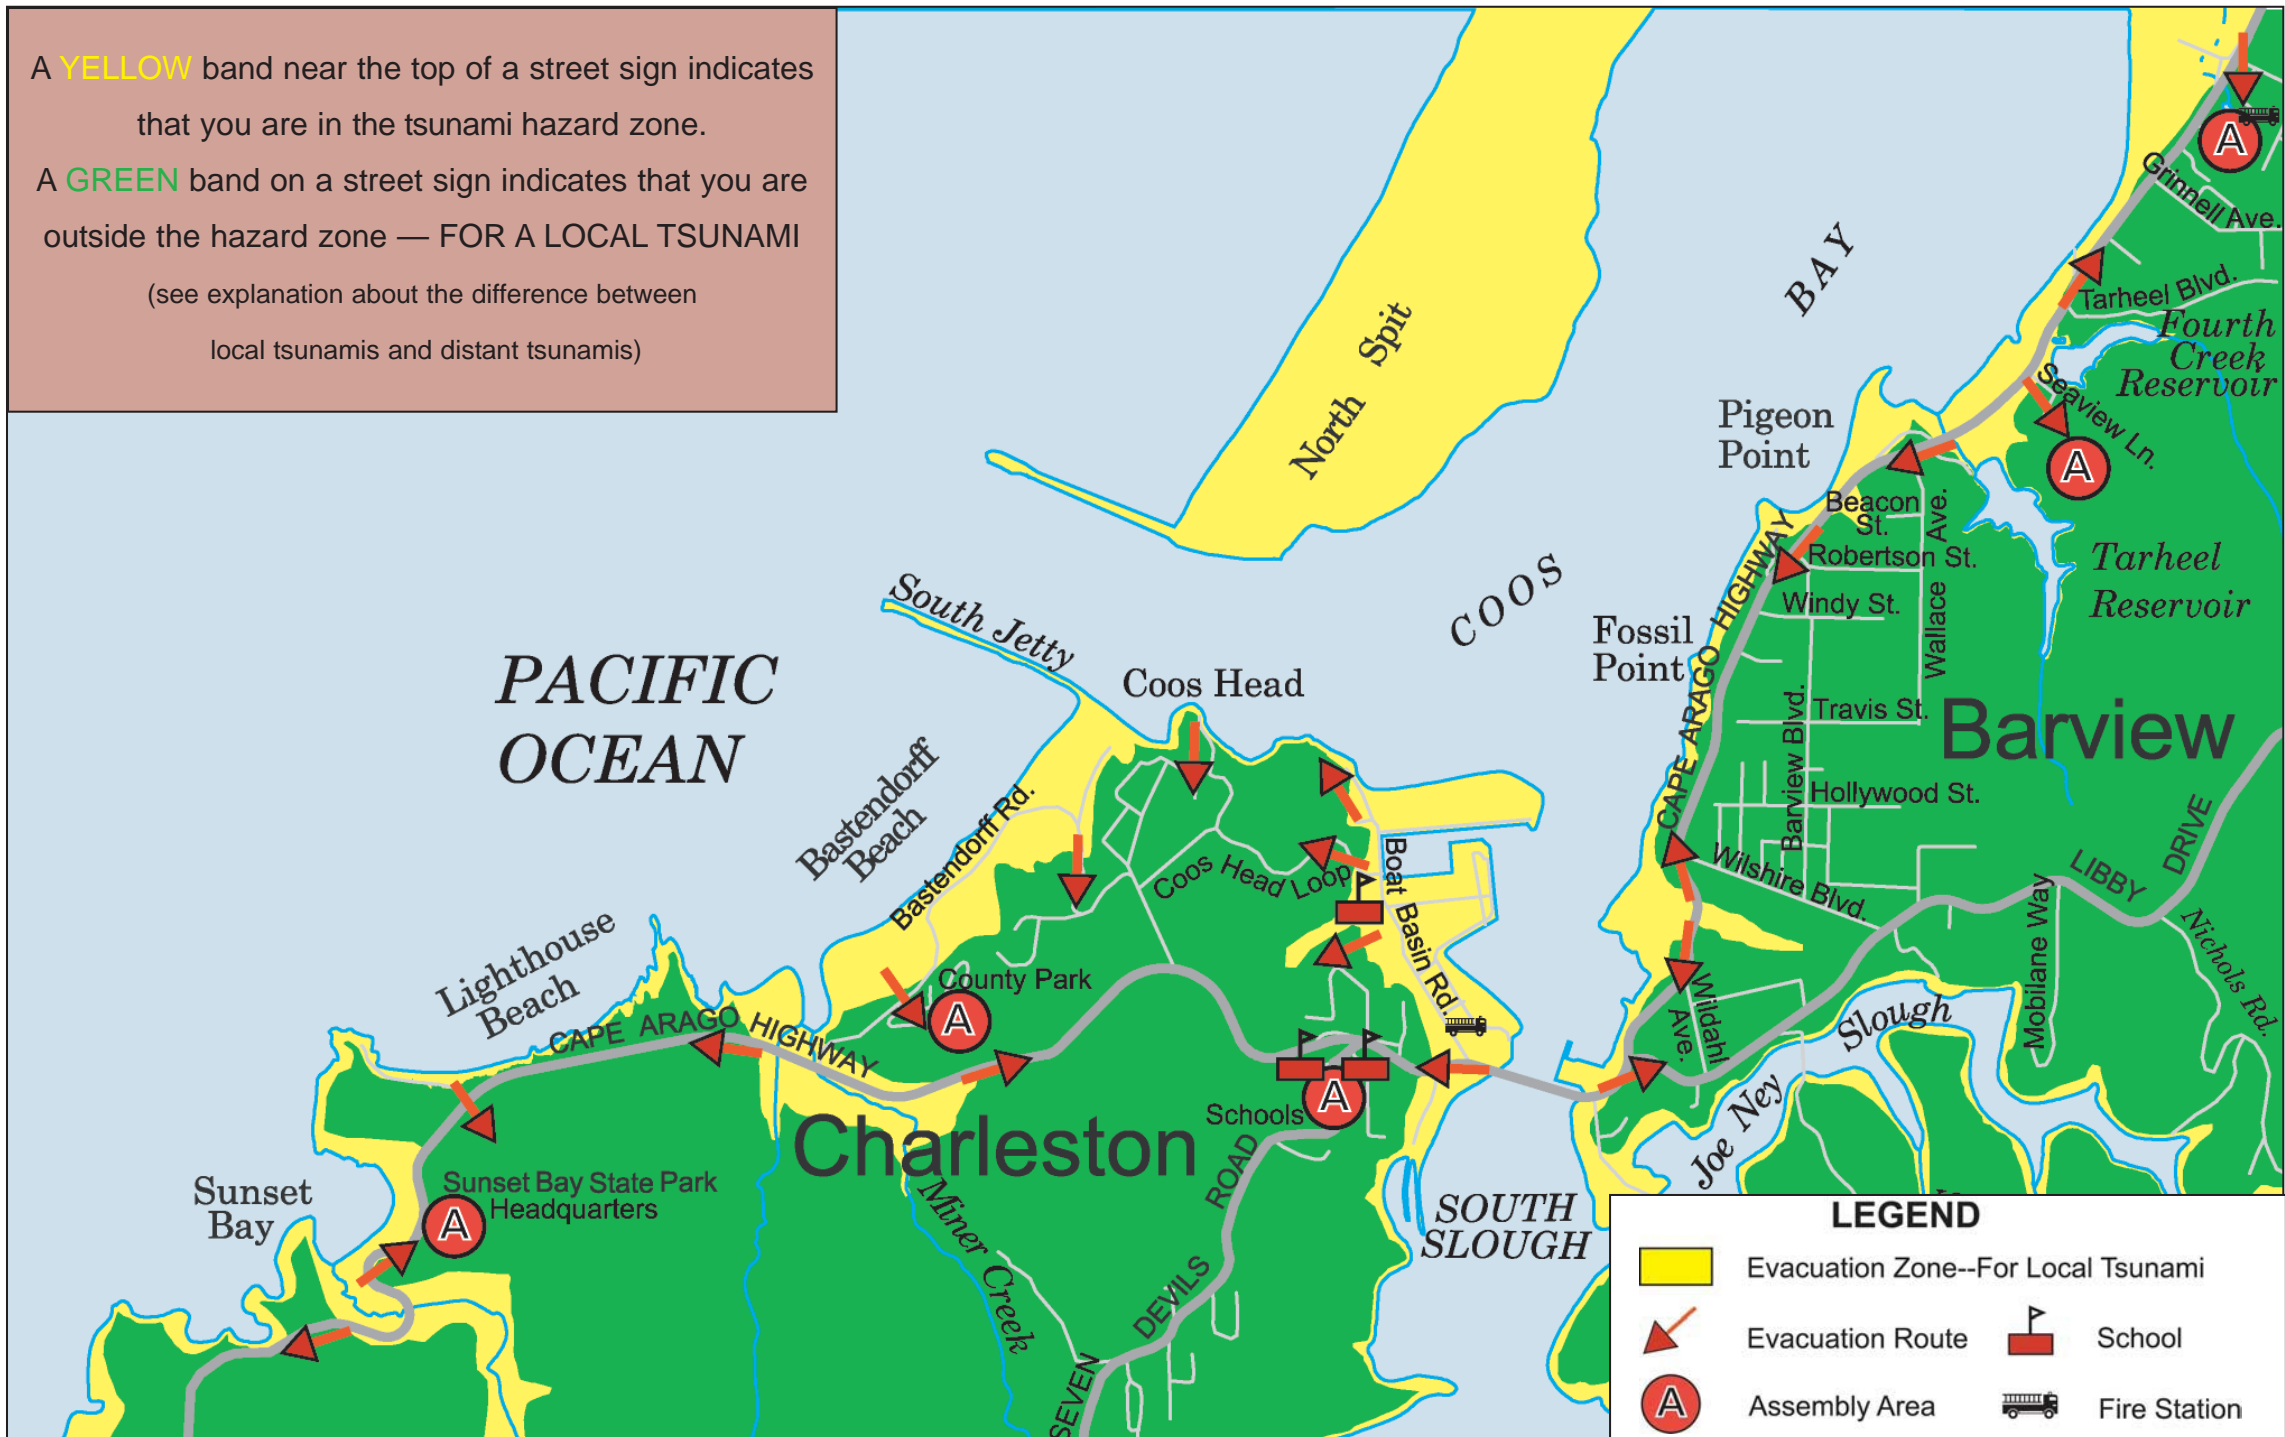 A YELLOW band near the top of a street sign indicates
that you are in the tsunami hazard zone.
A GREEN band on a street sign indicates that you are
outside the hazard zone — FOR A LOCAL TSUNAMI
(see explanation about the difference between
local tsunamis and distant tsunamis)
A
Grinnell Ave.
BAY
Tarheel Blvd.
Fourth
Creek
Reservoir
North Spit
Seaview Ln.
A
Pigeon
Point
Beacon
St.
Wallace Ave.
Robertson St.
Tarheel
Reservoir
CAPE ARAGO HIGHWAY
Windy St.
COOS
South Jetty
Fossil
Point
PACIFIC
OCEAN
Coos Head
Barview Blvd.
Travis St.
Barview
Bastendorff
Beach
Bastendorff Rd.
Hollywood St.
Coos Head Loop
Boat Basin Rd.
Wilshire Blvd.
LIBBY DRIVE
Mobilane Way
Nichols Rd.
Lighthouse
Beach
County Park
A
CAPE ARAGO HIGHWAY
Wildahl
Ave.
Joe Ney Slough
Charleston
Schools
A
Sunset
Bay
Sunset Bay State Park
Headquarters
A
Miner Creek
SEVEN DEVILS ROAD
SOUTH
SLOUGH
LEGEND
Evacuation Zone--For Local Tsunami
Evacuation Route
School
A
Assembly Area
Fire Station